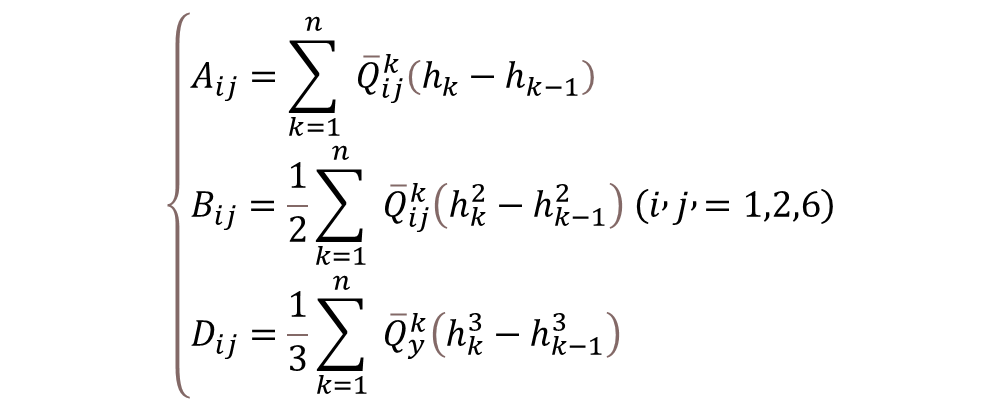 A_{ij} = \sum_{k=1}^{n} \bar{Q}_{ij}^{k}(h_k - h_{k-1})
B_{ij} = \frac{1}{2}\sum_{k=1}^{n} \bar{Q}_{ij}^{k}(h_k^2 - h_{k-1}^2) (i, j, = 1,2,6)
D_{ij} = \frac{1}{3}\sum_{k=1}^{n} \bar{Q}_{y}^{k}(h_k^3 - h_{k-1}^3)